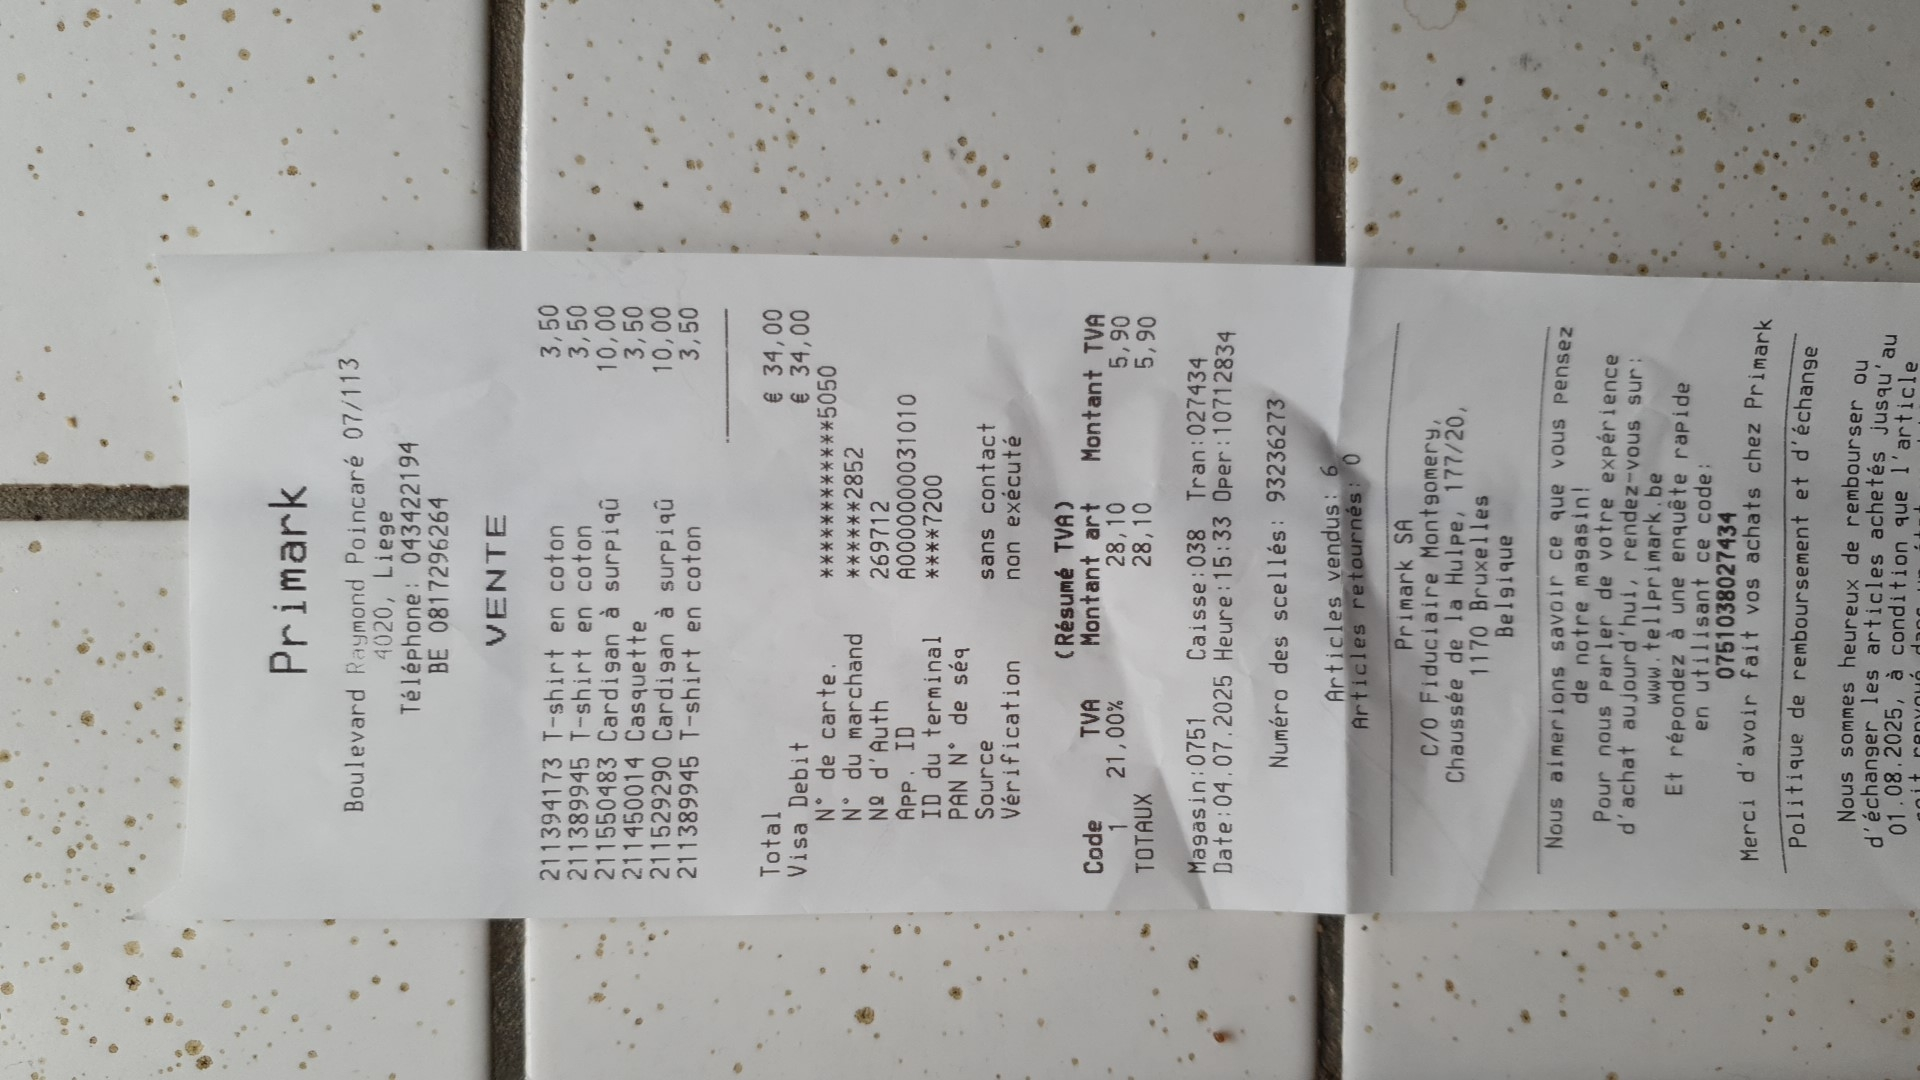 Primark
Boulevard Raymond Poincaré 07/113
4020, Liege
Téléphone: 043422194
BE 0817296264
VENTE
211394173 T-shirt en coton 3,50
211389945 T-shirt en coton 3,50
211550483 Cardigan à surpiqû 10,00
211450014 Casquette 3,50
211529290 Cardigan à surpiqû 10,00
211389945 T-shirt en coton 3,50
Total € 34,00
Visa Debit € 34,00
N° de carte. ************5050
N° du marchand ******2852
Nº d'Auth 269712
App. ID A0000000031010
ID du terminal ****7200
PAN N° de séq
Source sans contact
Vérification non exécuté
(Résumé TVA)
Code TVA Montant art Montant TVA
1 21,00% 28,10 5,90
TOTAUX 28,10 5,90
Magasin:0751 Caisse:038 Tran:027434
Date:04.07.2025 Heure:15:33 Oper:10712834
Numéro des scellés: 93236273
Articles vendus: 6
Articles retournés: 0
Primark SA
C/O Fiduciaire Montgomery,
Chaussée de la Hulpe, 177/20,
1170 Bruxelles
Belgique
Nous aimerions savoir ce que vous pensez
de notre magasin!
Pour nous parler de votre expérience
d'achat aujourd'hui, rendez-vous sur:
www.tellprimark.be
Et répondez à une enquête rapide
en utilisant ce code:
0751038027434
Merci d'avoir fait vos achats chez Primark
Politique de remboursement et d'échange
Nous sommes heureux de rembourser ou
d'échanger les articles achetés jusqu'au
01.08.2025, à condition que l'article